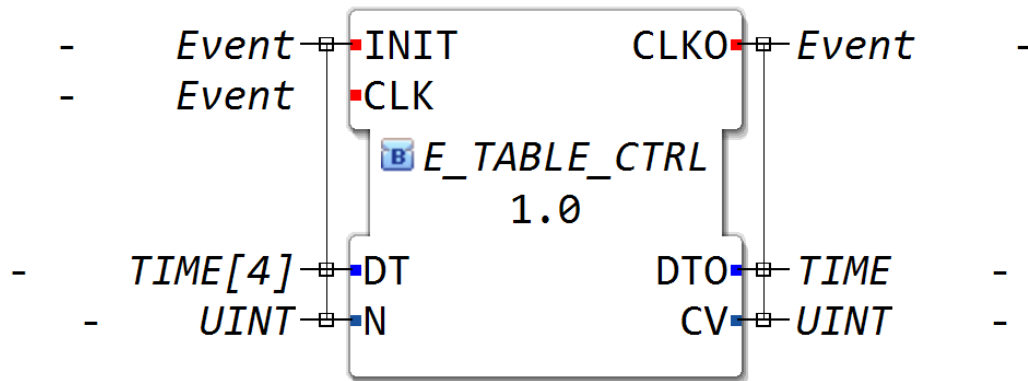 - Event INIT CLKO Event -
- Event CLK
B E_TABLE_CTRL
1.0
- TIME[4] DT DTO TIME -
- UINT N CV UINT -